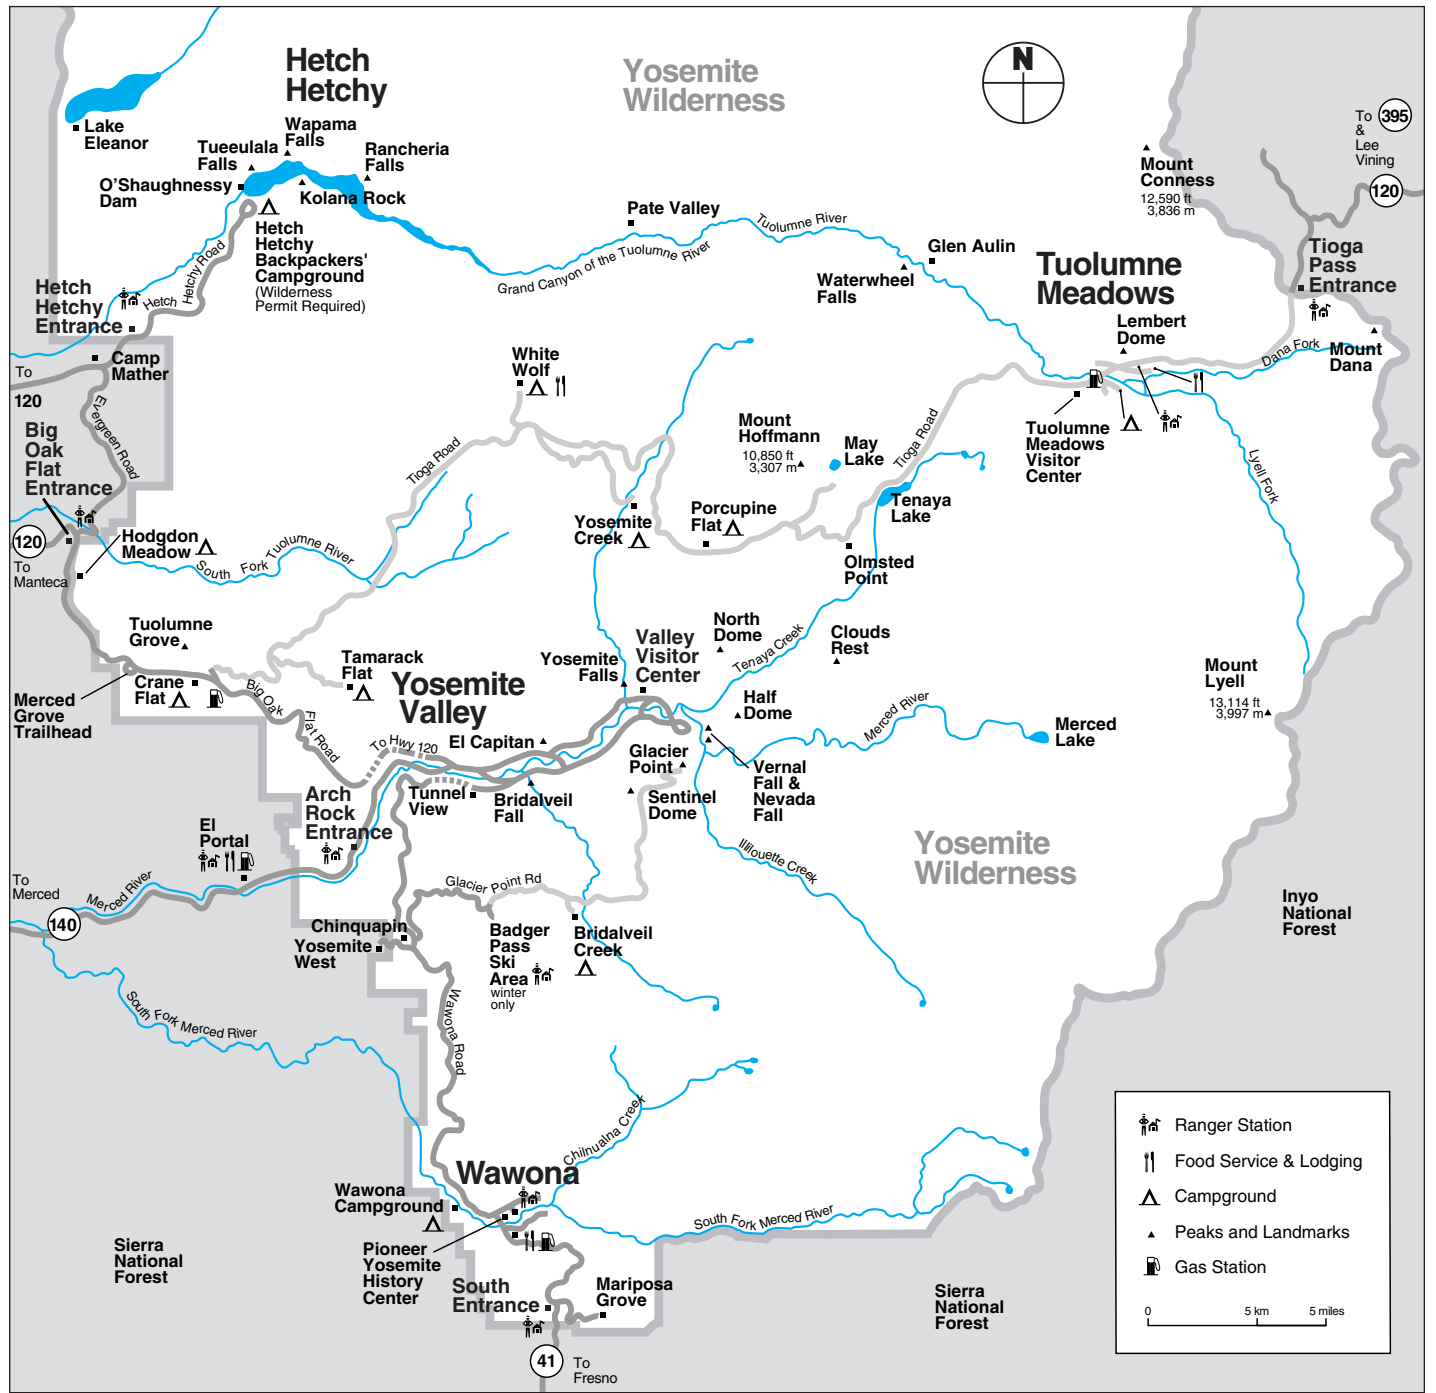 Hetch
Hetchy
Yosemite
Wilderness
N
To
395
&
Lee
Vining
120
Lake
Eleanor
Tueeulala
Falls
Wapama
Falls
Rancheria
Falls
O'Shaughnessy
Dam
Kolana Rock
Mount
Conness
12,590 ft
3,836 m
Pate Valley
Tuolumne River
Grand Canyon of the Tuolumne River
Glen Aulin
Waterwheel
Falls
Tuolumne
Meadows
Tioga
Pass
Entrance
Hetch
Hetchy
Backpackers'
Campground
(Wilderness
Permit Required)
Hetch Hetchy Road
Hetch
Hetchy
Entrance
Camp
Mather
To
120
Lembert
Dome
Dana Fork
Mount
Dana
White
Wolf
Big
Oak
Flat
Entrance
Evergreen Road
Tioga Road
Mount
Hoffmann
10,850 ft
3,307 m
May
Lake
Tioga Road
Tuolumne
Meadows
Visitor
Center
Lyell Fork
Tenaya
Lake
Porcupine
Flat
Yosemite
Creek
120
To
Manteca
Hodgdon
Meadow
South Fork Tuolumne River
Olmsted
Point
Tuolumne
Grove
Crane
Flat
Merced
Grove
Trailhead
Tamarack
Flat
Yosemite
Valley
Yosemite
Falls
Valley
Visitor
Center
North
Dome
Tenaya Creek
Clouds
Rest
Mount
Lyell
13,114 ft
3,997 m
Big Oak Flat Road
To Hwy 120
El Capitan
Half
Dome
Merced River
Merced
Lake
Glacier
Point
Sentinel
Dome
Vernal
Fall &
Nevada
Fall
Arch
Rock
Entrance
Tunnel
View
Bridalveil
Fall
El
Portal
To
Merced
Merced River
140
Yosemite
Wilderness
Illilouette Creek
Glacier Point Rd
Inyo
National
Forest
Chinquapin
Yosemite
West
Badger
Pass
Ski
Area
winter
only
Bridalveil
Creek
South Fork Merced River
Wawona Road
Chilnualna Creek
Wawona
Wawona
Campground
South Fork Merced River
Pioneer
Yosemite
History
Center
South
Entrance
Mariposa
Grove
Sierra
National
Forest
Sierra
National
Forest
41
To
Fresno
Ranger Station
Food Service & Lodging
Campground
Peaks and Landmarks
Gas Station
0
5 km
5 miles